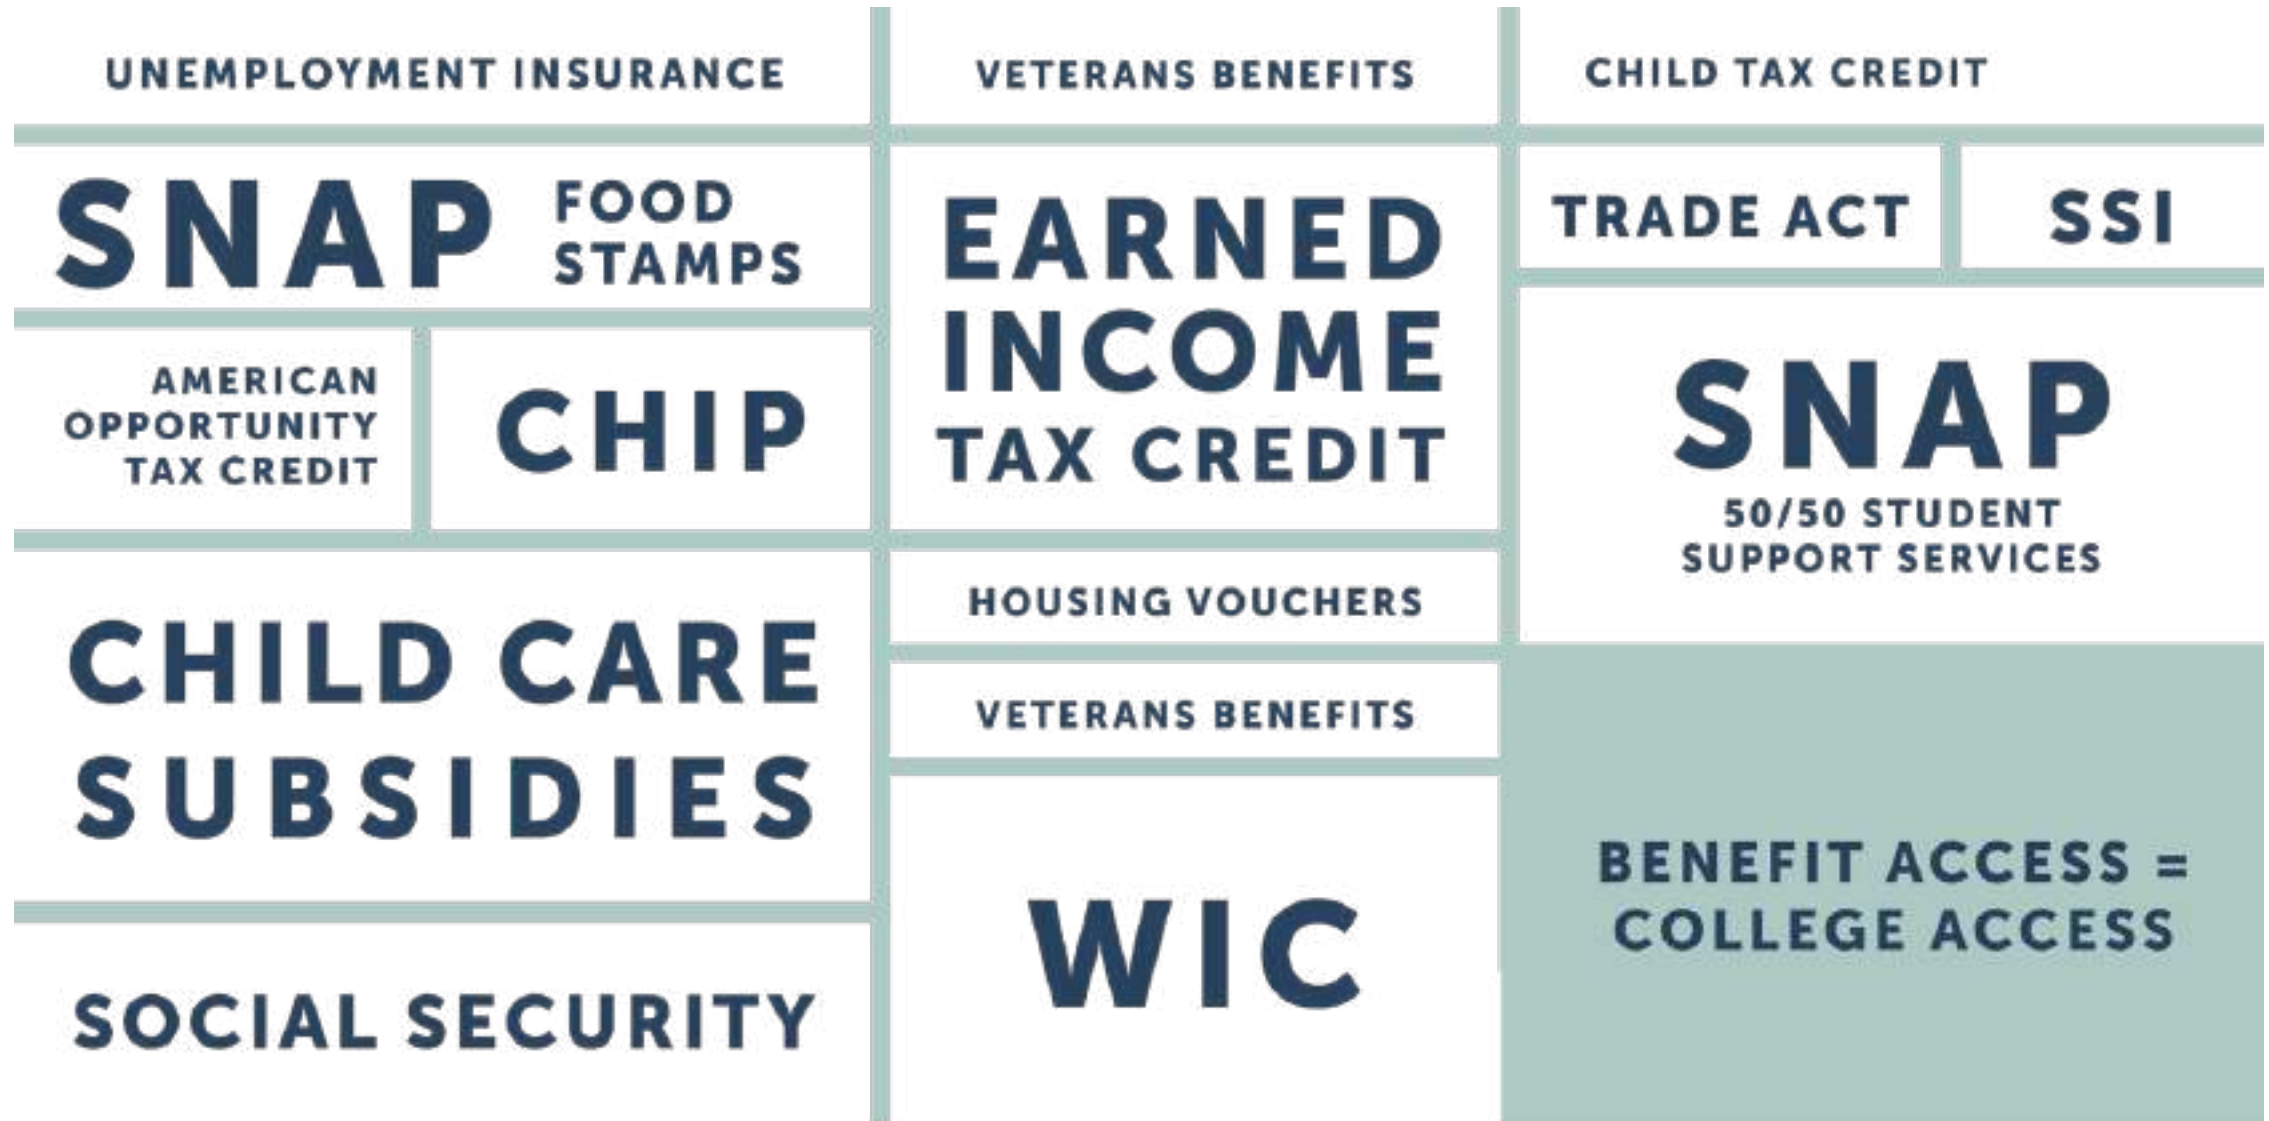 UNEMPLOYMENT INSURANCE
VETERANS BENEFITS
CHILD TAX CREDIT
SNAP
FOOD
STAMPS
EARNED
INCOME
TAX CREDIT
TRADE ACT
SSI
AMERICAN
OPPORTUNITY
TAX CREDIT
CHIP
SNAP
50/50 STUDENT
SUPPORT SERVICES
CHILD CARE
SUBSIDIES
HOUSING VOUCHERS
VETERANS BENEFITS
SOCIAL SECURITY
WIC
BENEFIT ACCESS =
COLLEGE ACCESS